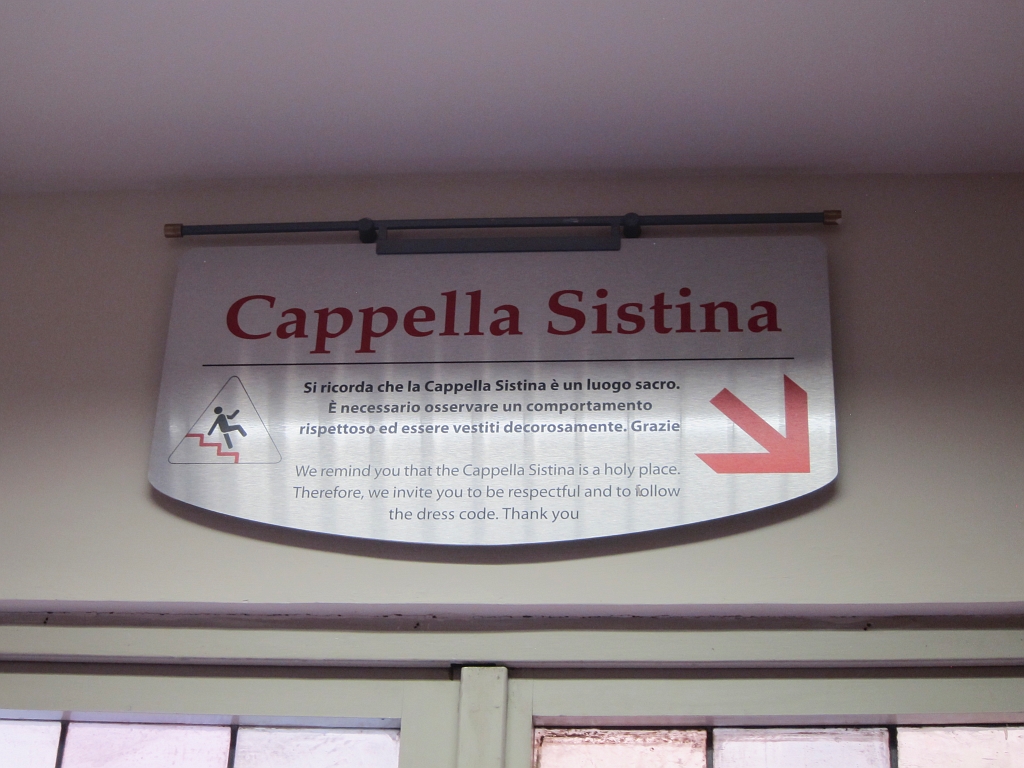 Cappella Sistina
Si ricorda che la Cappella Sistina è un luogo sacro.
È necessario osservare un comportamento
rispettoso ed essere vestiti decorosamente. Grazie
We remind you that the Cappella Sistina is a holy place.
Therefore, we invite you to be respectful and to follow
the dress code. Thank you